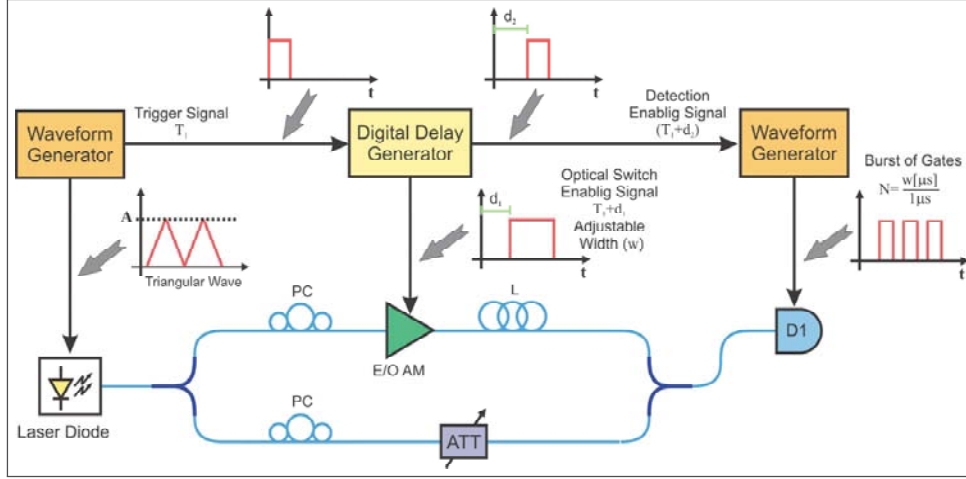 d₂
t
t
Waveform
Generator
Trigger Signal
T₁
Digital Delay
Generator
Detection
Enablig Signal
(T₁+d₂)
Waveform
Generator
A
Triangular Wave
d₁
t
Optical Switch
Enablig Signal
T₁+d₁
Adjustable
Width (w)
Burst of Gates
N= w[μs]
1μs
t
PC
L
E/O AM
D1
Laser Diode
PC
ATT